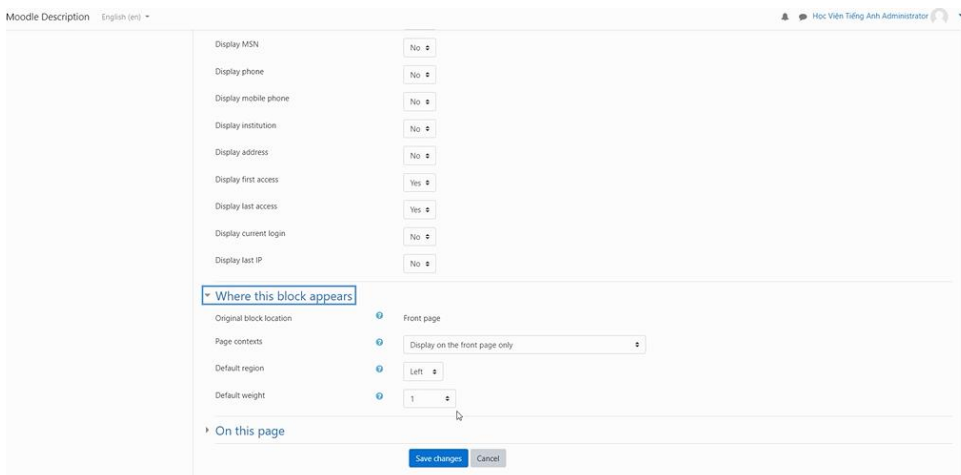 Moodle Description English (en) Học Viên Tiếng Anh Administrator
Display MSN No
Display phone No
Display mobile phone No
Display institution No
Display address No
Display first access Yes
Display last access Yes
Display current login No
Display last IP No
Where this block appears
Original block location Front page
Page contexts Display on the front page only
Default region Left
Default weight 1
On this page
Save changes Cancel